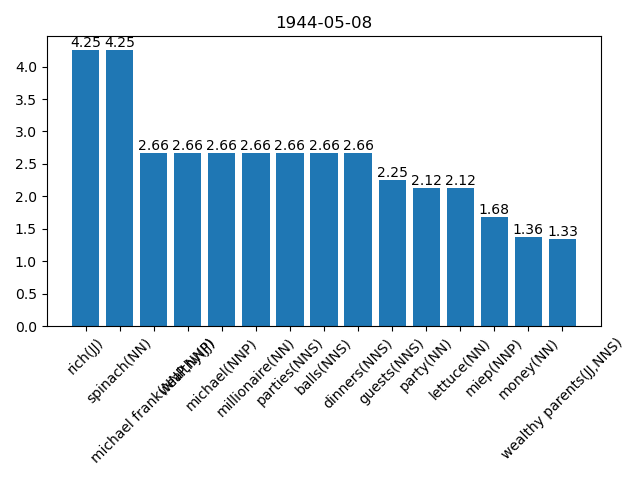 1944-05-08
4.25 4.25
2.66 2.66 2.66 2.66 2.66 2.66 2.66
2.25
2.12 2.12
1.68
1.36 1.33
4.0
3.5
3.0
2.5
2.0
1.5
1.0
0.5
0.0
rich(JJ)
spinach(NN)
michael frank(NNP,NNP)
wealthy(JJ)
michael(NNP)
millionaire(NN)
parties(NNS)
balls(NNS)
dinners(NNS)
guests(NNS)
party(NN)
lettuce(NN)
miep(NNP)
money(NN)
wealthy parents(JJ,NNS)